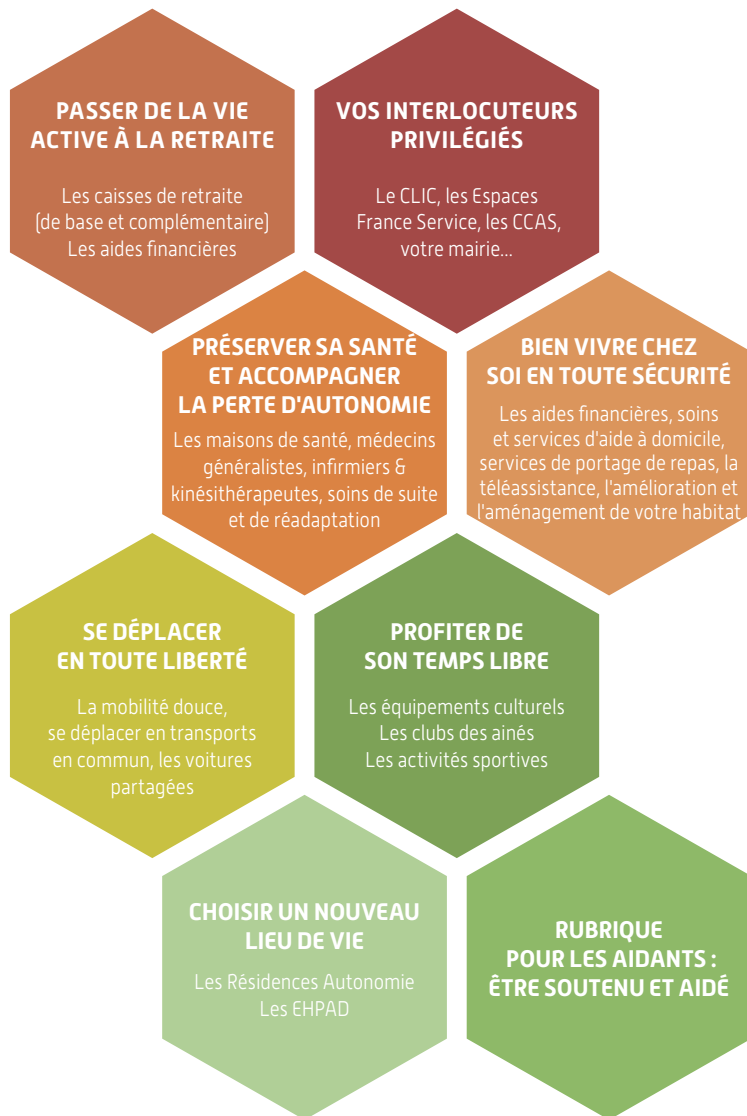 PASSER DE LA VIE
ACTIVE À LA RETRAITE
Les caisses de retraite
(de base et complémentaire)
Les aides financières
VOS INTERLOCUTEURS
PRIVILÉGIÉS
Le CLIC, les Espaces
France Service, les CCAS,
votre mairie...
PRÉSERVER SA SANTÉ
ET ACCOMPAGNER
LA PERTE D'AUTONOMIE
Les maisons de santé, médecins
généralistes, infirmiers &
kinésithérapeutes, soins de suite
et de réadaptation
BIEN VIVRE CHEZ
SOI EN TOUTE SÉCURITÉ
Les aides financières, soins
et services d'aide à domicile,
services de portage de repas, la
téléassistance, l'amélioration et
l'aménagement de votre habitat
SE DÉPLACER
EN TOUTE LIBERTÉ
La mobilité douce,
se déplacer en transports
en commun, les voitures
partagées
PROFITER DE
SON TEMPS LIBRE
Les équipements culturels
Les clubs des ainés
Les activités sportives
CHOISIR UN NOUVEAU
LIEU DE VIE
Les Résidences Autonomie
Les EHPAD
RUBRIQUE
POUR LES AIDANTS :
ÊTRE SOUTENU ET AIDÉ